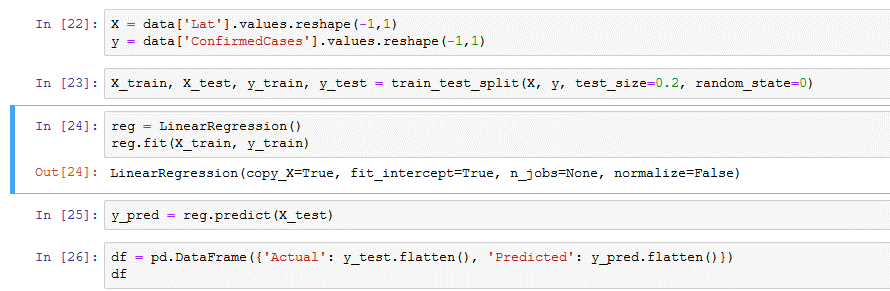 In [22]: X = data['Lat'].values.reshape(-1,1)
y = data['ConfirmedCases'].values.reshape(-1,1)
In [23]: X_train, X_test, y_train, y_test = train_test_split(X, y, test_size=0.2, random_state=0)
In [24]: reg = LinearRegression()
reg.fit(X_train, y_train)
Out[24]: LinearRegression(copy_X=True, fit_intercept=True, n_jobs=None, normalize=False)
In [25]: y_pred = reg.predict(X_test)
In [26]: df = pd.DataFrame({'Actual': y_test.flatten(), 'Predicted': y_pred.flatten()})
df